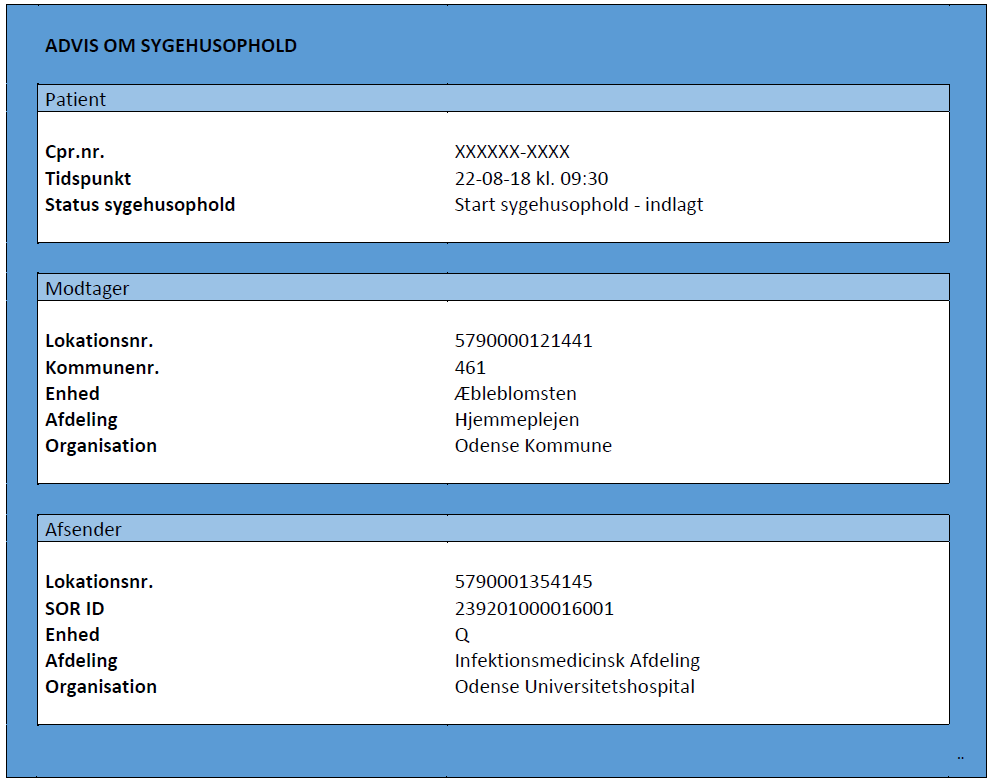 ADVIS OM SYGEHUSOPHOLD
Patient
Cpr.nr. XXXXXX-XXXX
Tidspunkt 22-08-18 kl. 09:30
Status sygehusophold Start sygehusophold - indlagt
Modtager
Lokationsnr. 5790000121441
Kommunenr. 461
Enhed Æbleblomsten
Afdeling Hjemmeplejen
Organisation Odense Kommune
Afsender
Lokationsnr. 5790001354145
SOR ID 239201000016001
Enhed Q
Afdeling Infektionsmedicinsk Afdeling
Organisation Odense Universitetshospital
..